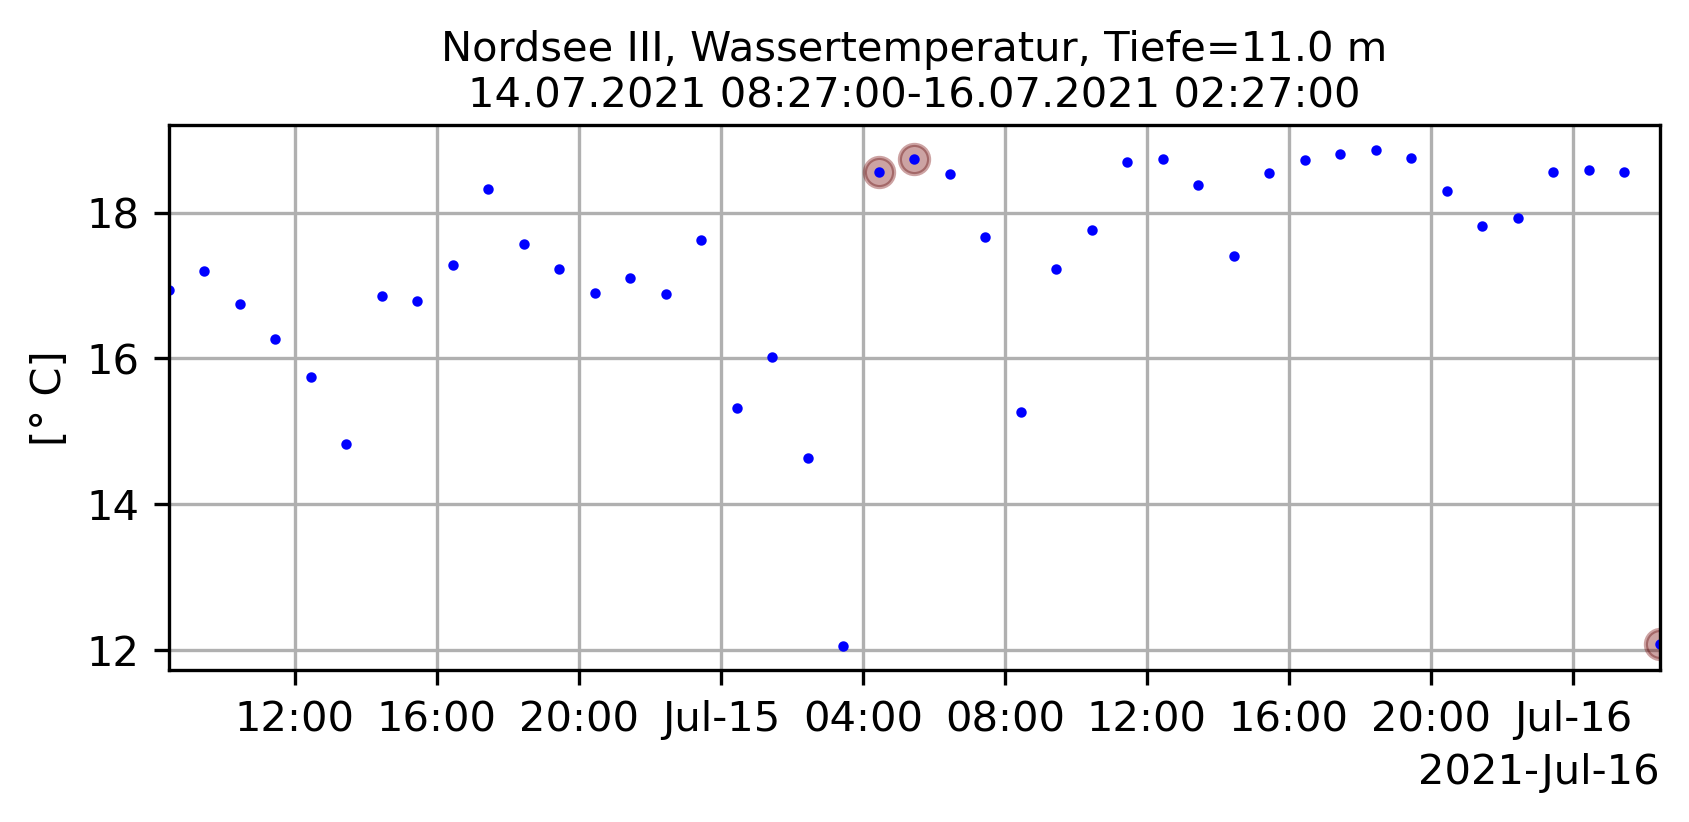 Nordsee III, Wassertemperatur, Tiefe=11.0 m
14.07.2021 08:27:00-16.07.2021 02:27:00
[° C]
18
16
14
12
12:00 16:00 20:00 Jul-15 04:00 08:00 12:00 16:00 20:00 Jul-16
2021-Jul-16